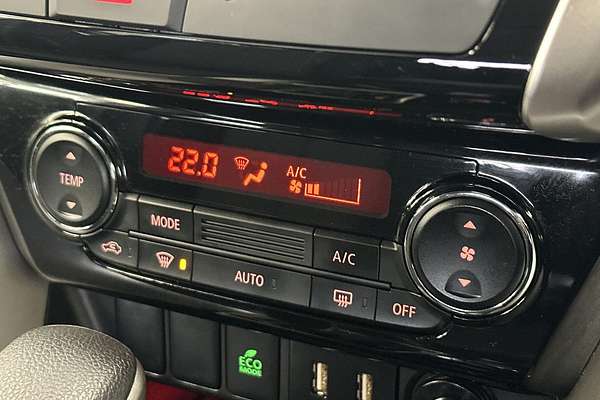 22.0
A/C
TEMP
MODE
A/C
AUTO
OFF
ECO
MODE